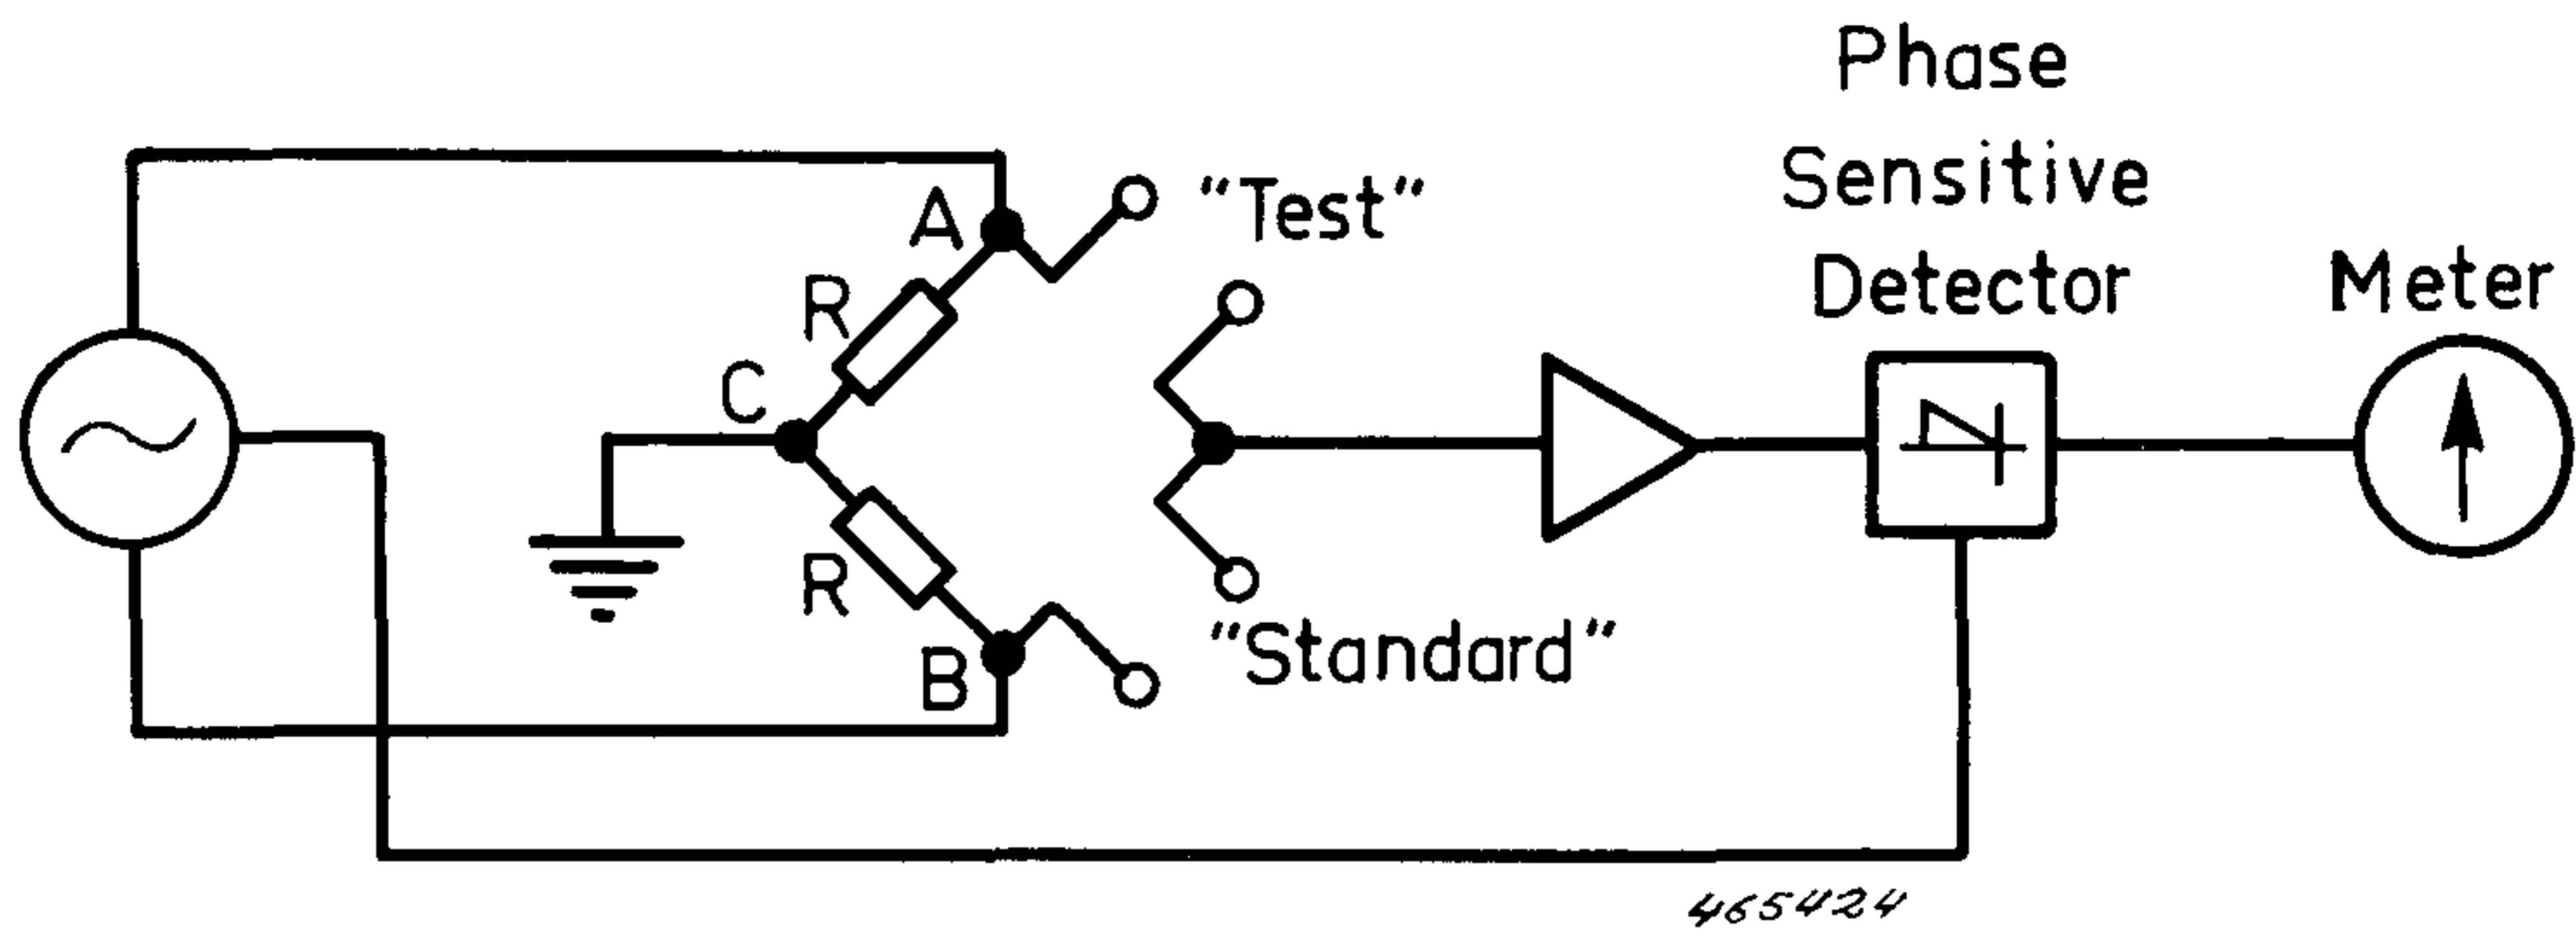 Phase
Sensitive
Detector
Meter
"Test"
A
R
C
R
B
"Standard"
465424